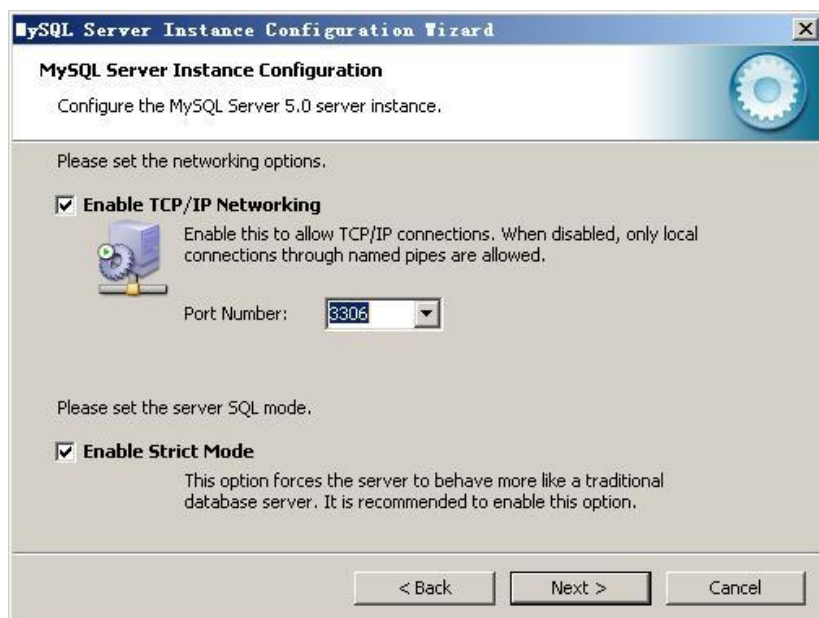 MySQL Server Instance Configuration Wizard
MySQL Server Instance Configuration
Configure the MySQL Server 5.0 server instance.
Please set the networking options.
Enable TCP/IP Networking
Enable this to allow TCP/IP connections. When disabled, only local
connections through named pipes are allowed.
Port Number: 3306
Please set the server SQL mode.
Enable Strict Mode
This option forces the server to behave more like a traditional
database server. It is recommended to enable this option.
< Back Next > Cancel